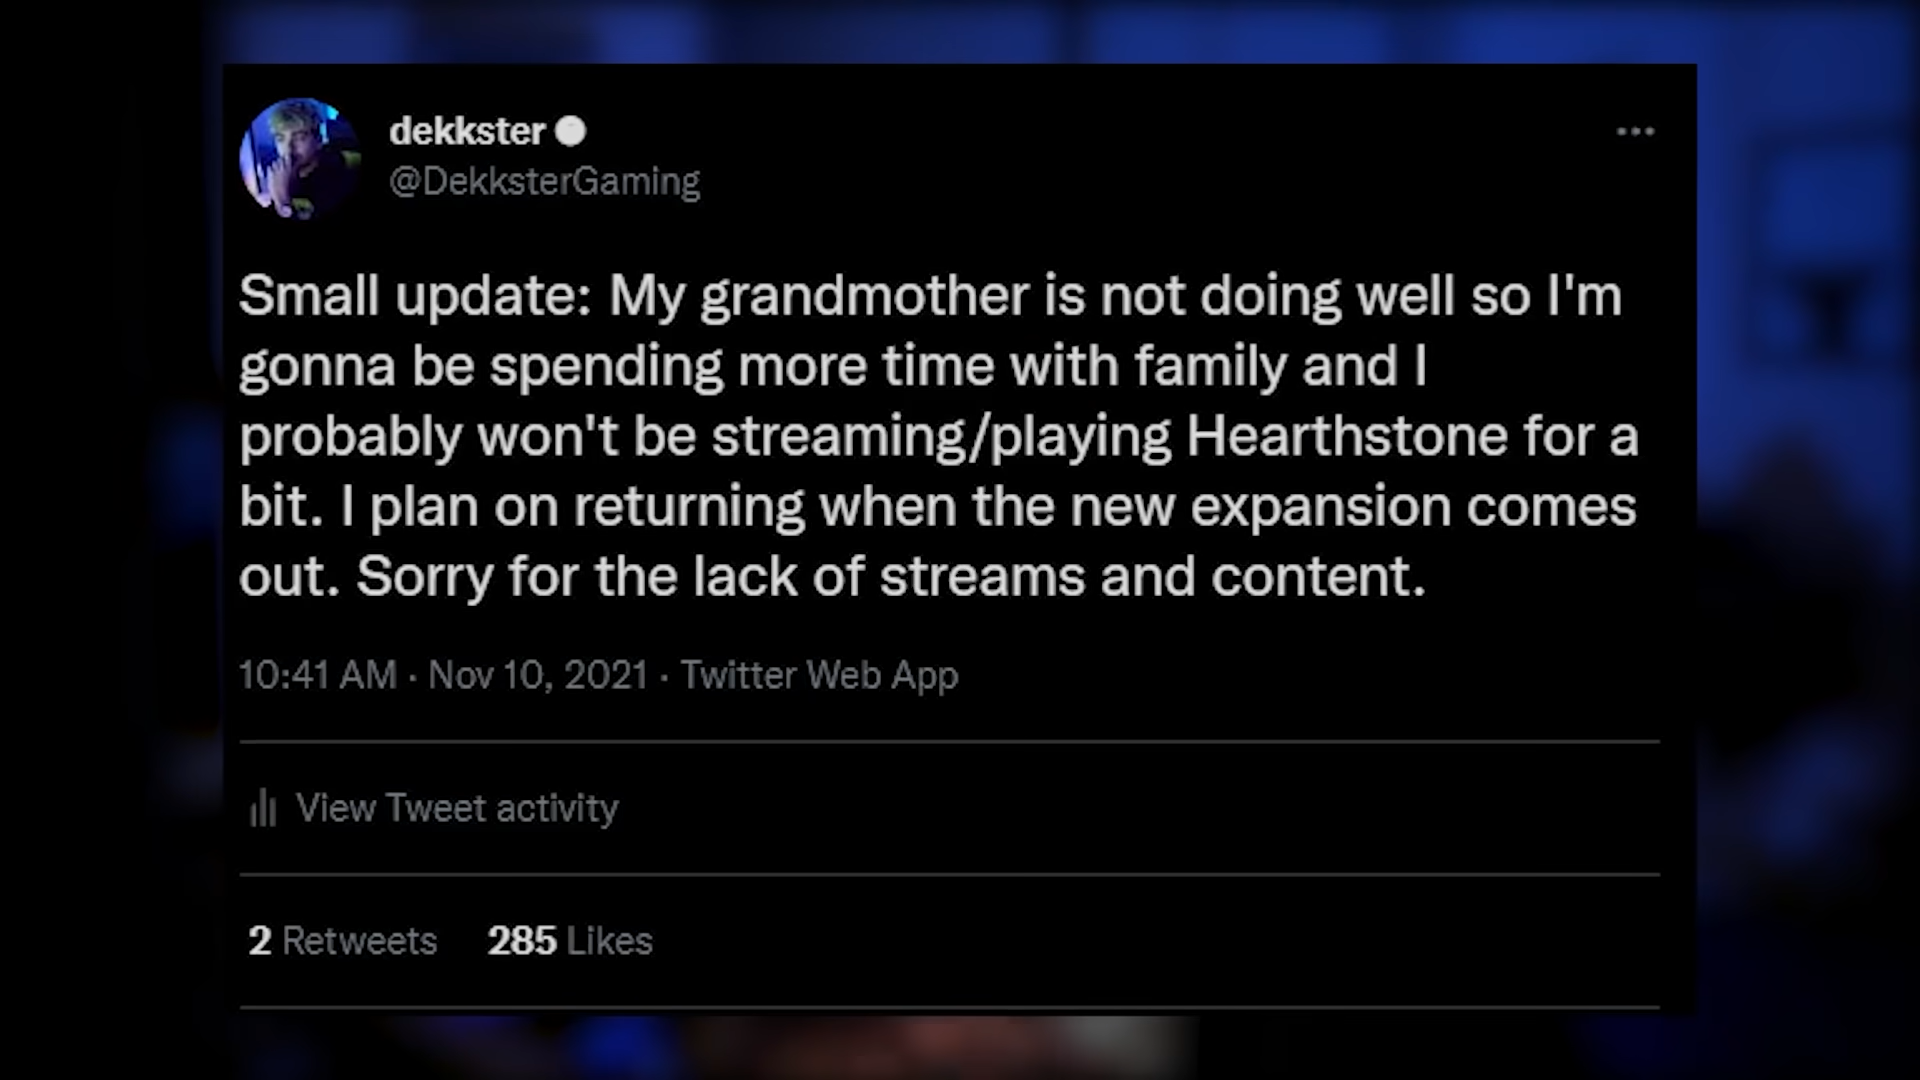 dekkster
@DekksterGaming
Small update: My grandmother is not doing well so I'm
gonna be spending more time with family and I
probably won't be streaming/playing Hearthstone for a
bit. I plan on returning when the new expansion comes
out. Sorry for the lack of streams and content.
10:41 AM · Nov 10, 2021 · Twitter Web App
View Tweet activity
2 Retweets 285 Likes